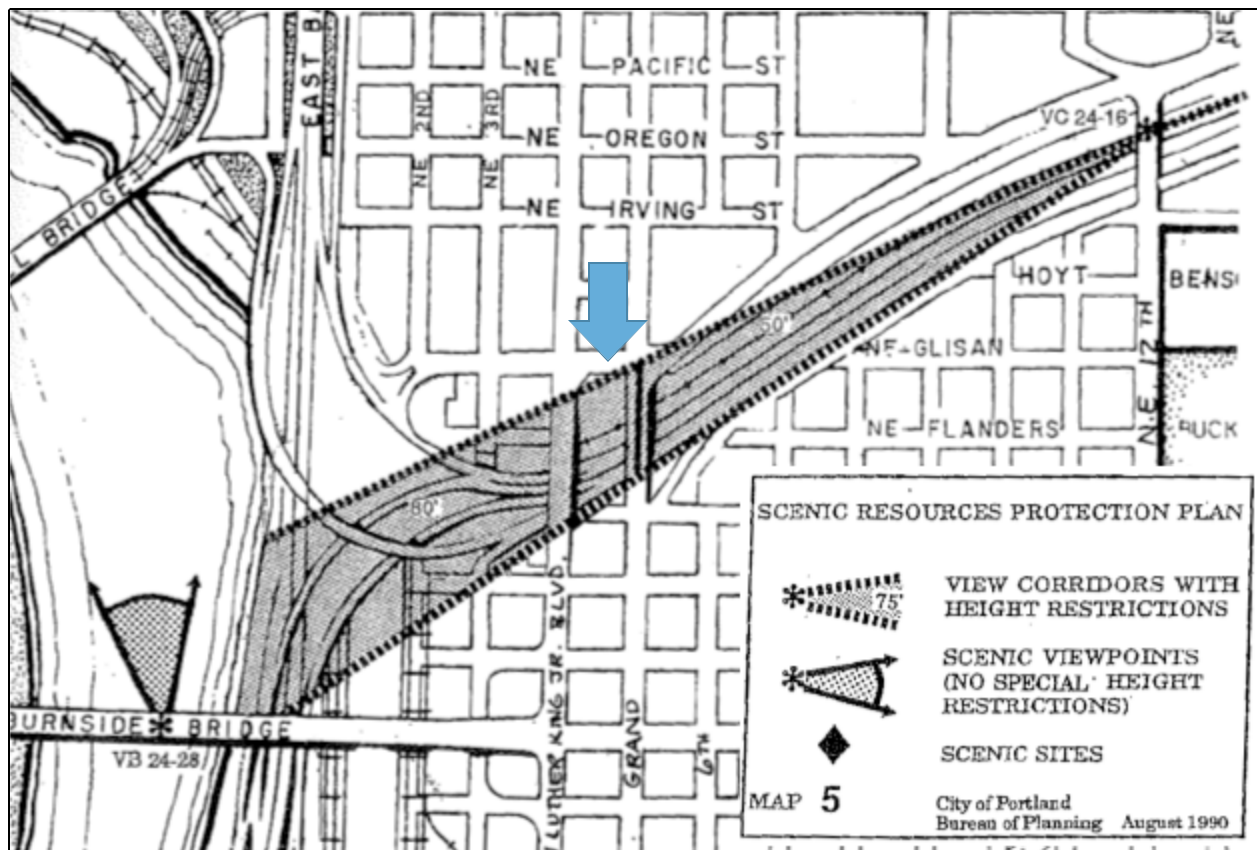 NE
EAST B
NE PACIFIC ST
NE 2ND
NE 3RD
VC 24-16
NE OREGON ST
NE IRVING ST
L BRIDGE
HOYT
BENS
N.E. 12TH
60'
NE GLISAN
NE FLANDERS
BUCK
80'
SCENIC RESOURCES PROTECTION PLAN
75'
VIEW CORRIDORS WITH
HEIGHT RESTRICTIONS
SCENIC VIEWPOINTS
(NO SPECIAL HEIGHT
RESTRICTIONS)
SCENIC SITES
MAP 5
City of Portland
Bureau of Planning August 1990
BURNSIDE BRIDGE
VB 24-28
LUTHER KING JR. BLVD.
GRAND
6TH